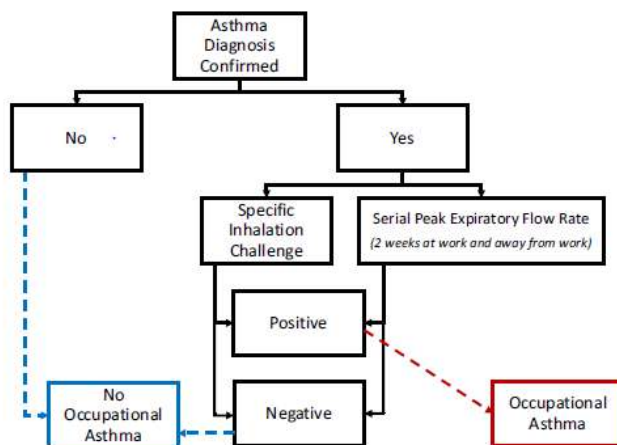 Asthma
Diagnosis
Confirmed
No
Yes
Specific
Inhalation
Challenge
Serial Peak Expiratory Flow Rate
(2 weeks at work and away from work)
Positive
No
Occupational
Asthma
Negative
Occupational
Asthma